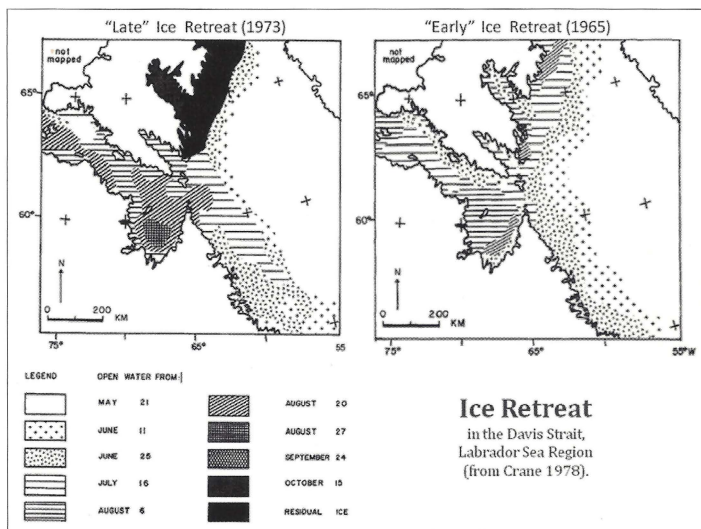 “Late” Ice Retreat (1973)
“Early” Ice Retreat (1965)
not
mapped
65°
60°
N
0 200
KM
75° 65° 55
not
mapped
65°
60°
N
0 200
KM
75° 65° 55°W
LEGEND OPEN WATER FROM:
MAY 21
JUNE 11
JUNE 25
JULY 16
AUGUST 6
AUGUST 20
AUGUST 27
SEPTEMBER 24
OCTOBER 15
RESIDUAL ICE
Ice Retreat
in the Davis Strait,
Labrador Sea Region
(from Crane 1978).